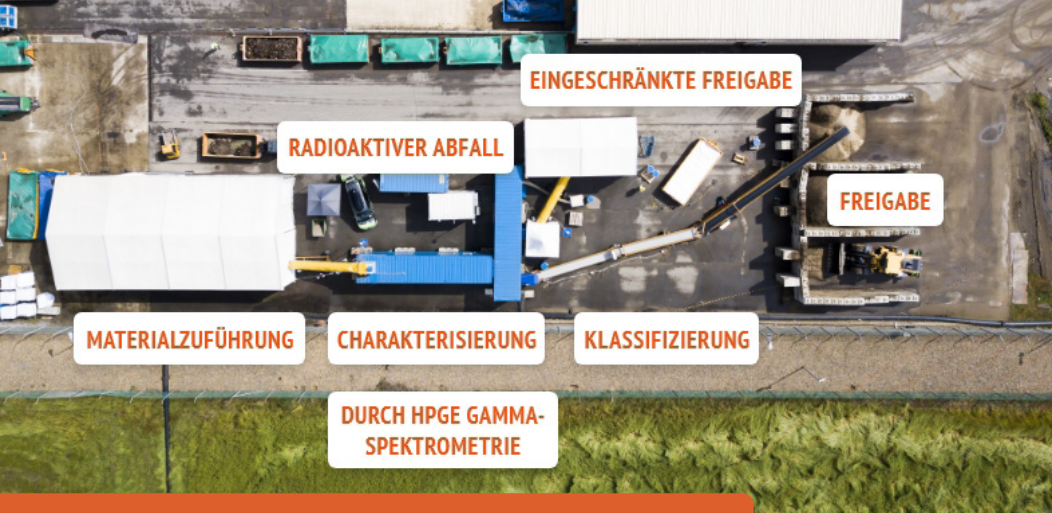 EINGESCHRÄNKTE FREIGABE
RADIOAKTIVER ABFALL
FREIGABE
MATERIALZUFÜHRUNG
CHARAKTERISIERUNG
KLASSIFIZIERUNG
DURCH HPGE GAMMA-
SPEKTROMETRIE